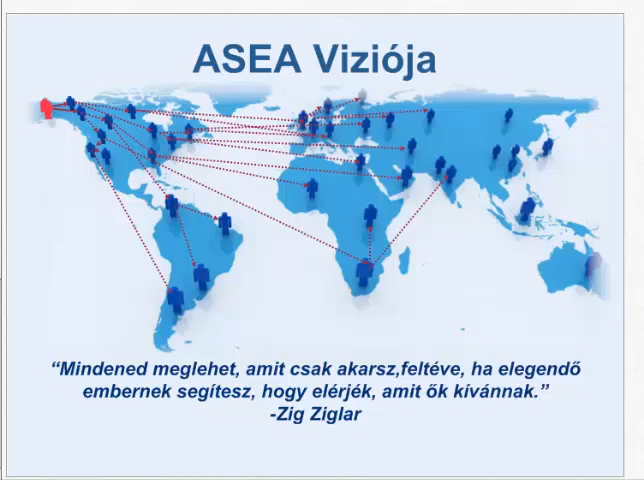 ASEA Viziója
“Mindened meglehet, amit csak akarsz,feltéve, ha elegendő
embernek segítesz, hogy elérjék, amit ők kívánnak.”
-Zig Ziglar